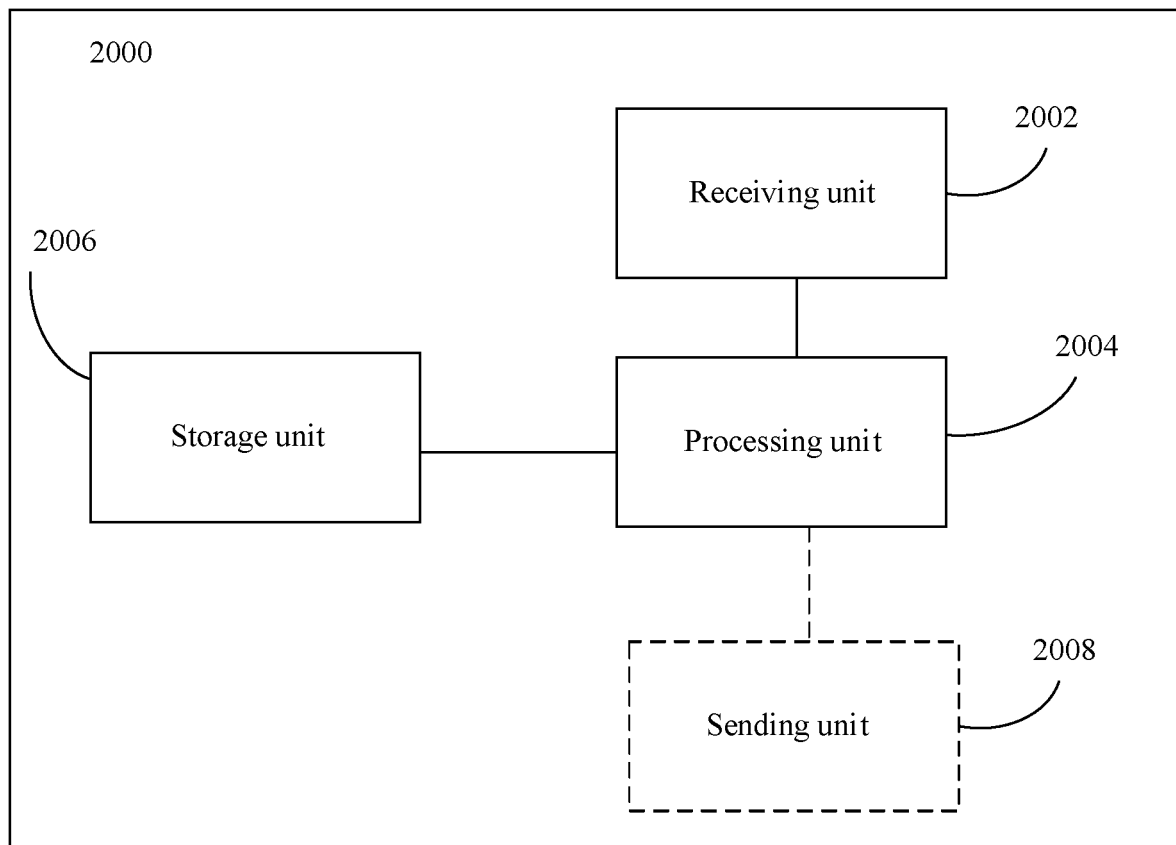 2000
2002
Receiving unit
2006
2004
Storage unit
Processing unit
2008
Sending unit